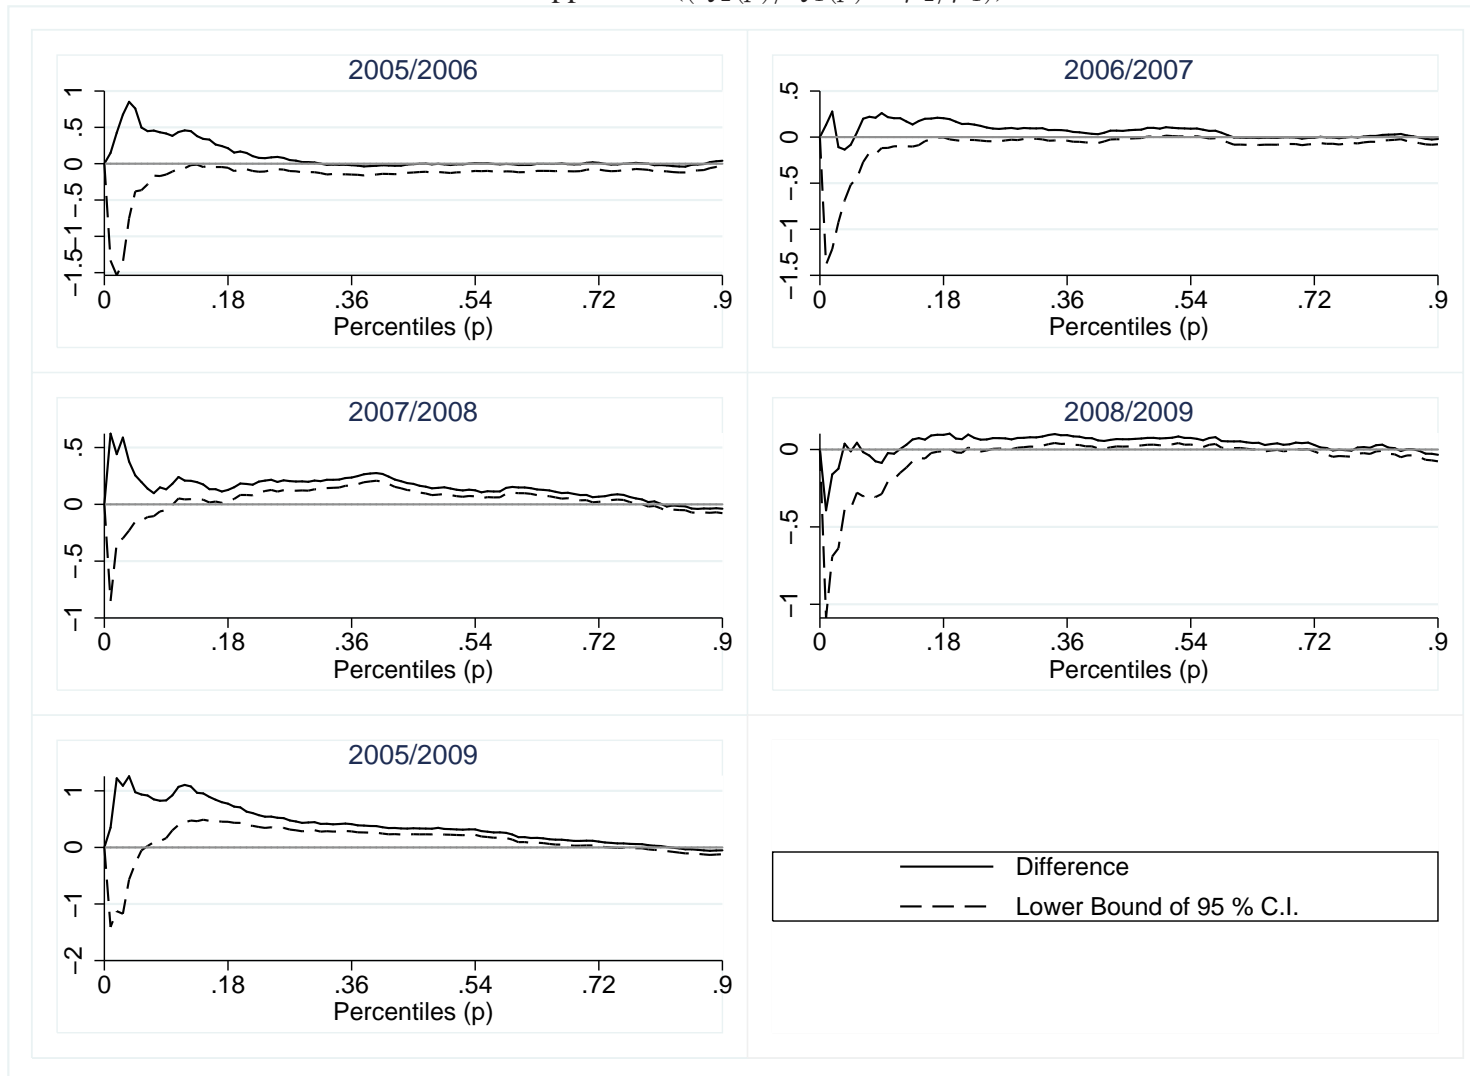 2005/2006
1
.5
0
−.5
−1
−1.5
0 .18 .36 .54 .72 .9
Percentiles (p)
2006/2007
.5
0
−.5
−1
−1.5
0 .18 .36 .54 .72 .9
Percentiles (p)
2007/2008
.5
0
−.5
−1
0 .18 .36 .54 .72 .9
Percentiles (p)
2008/2009
0
−.5
−1
0 .18 .36 .54 .72 .9
Percentiles (p)
2005/2009
1
0
−1
−2
0 .18 .36 .54 .72 .9
Percentiles (p)
Difference
Lower Bound of 95 % C.I.